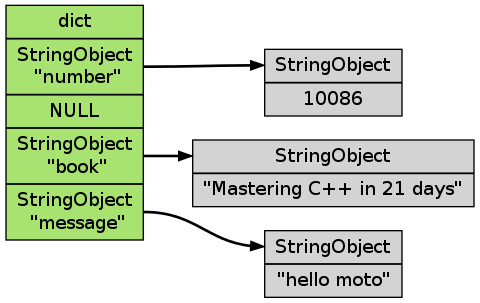 dict
StringObject
"number"
NULL
StringObject
"book"
StringObject
"message"
StringObject
10086
StringObject
"Mastering C++ in 21 days"
StringObject
"hello moto"